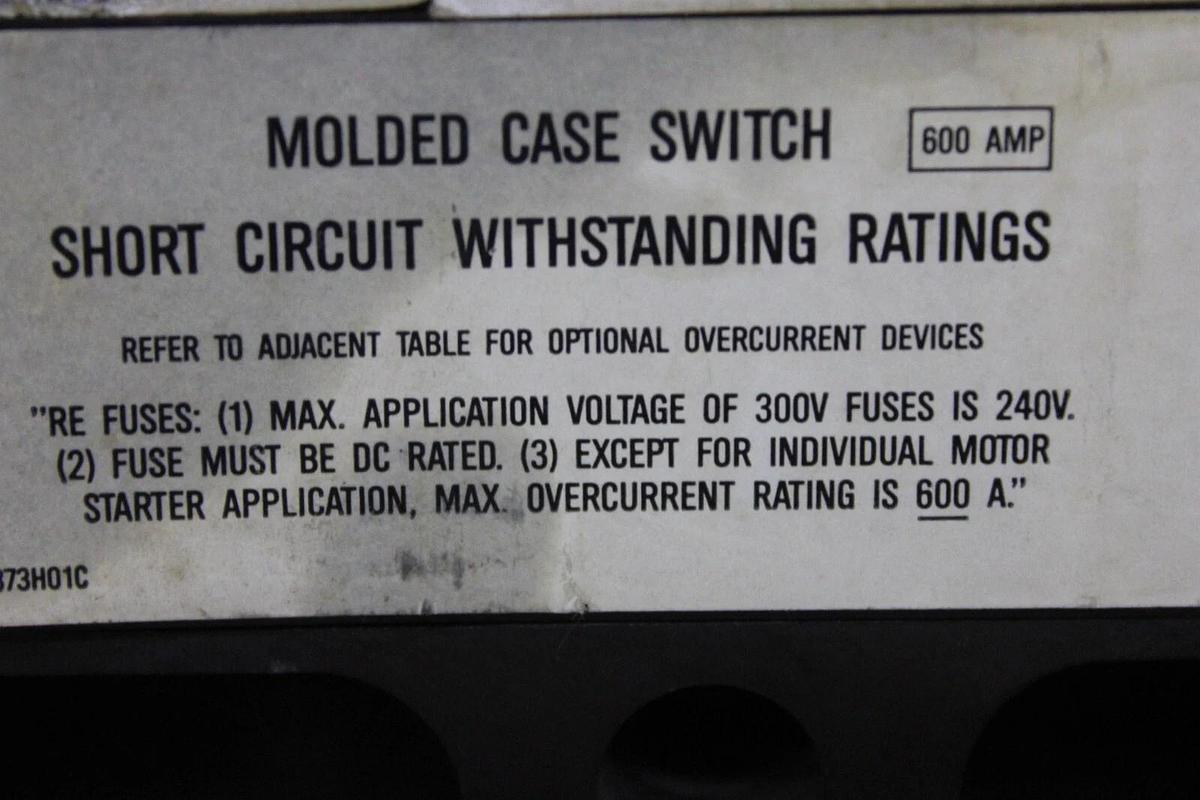 MOLDED CASE SWITCH 600 AMP
SHORT CIRCUIT WITHSTANDING RATINGS
REFER TO ADJACENT TABLE FOR OPTIONAL OVERCURRENT DEVICES
"RE FUSES: (1) MAX. APPLICATION VOLTAGE OF 300V FUSES IS 240V.
(2) FUSE MUST BE DC RATED. (3) EXCEPT FOR INDIVIDUAL MOTOR
STARTER APPLICATION, MAX. OVERCURRENT RATING IS 600 A."
373H01C